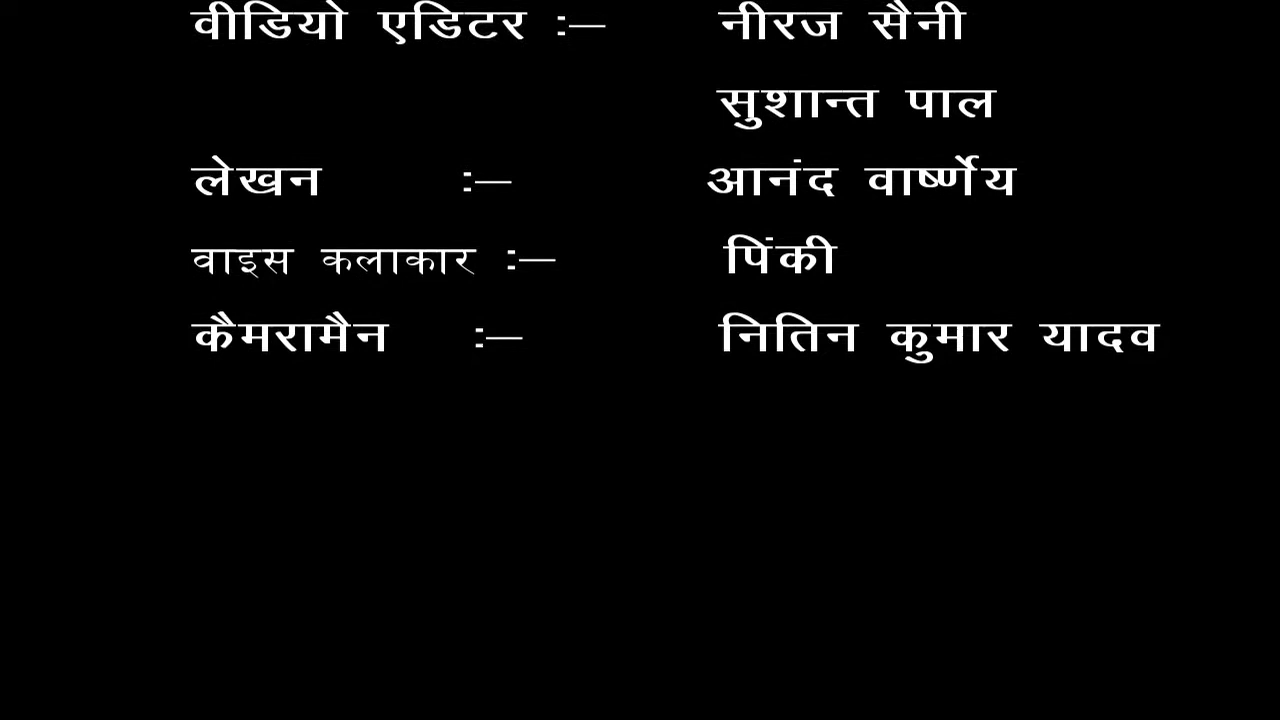 वीडियो एडिटर :— नीरज सैनी
सुशान्त पाल
लेखन :— आनंद वार्ष्णेय
वाइस कलाकार :— पिंकी
कैमरामैन :— नितिन कुमार यादव